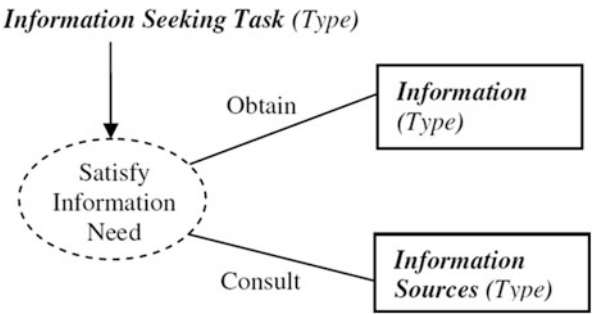 Information Seeking Task (Type)
Obtain
Information
(Type)
Satisfy
Information
Need
Consult
Information
Sources (Type)